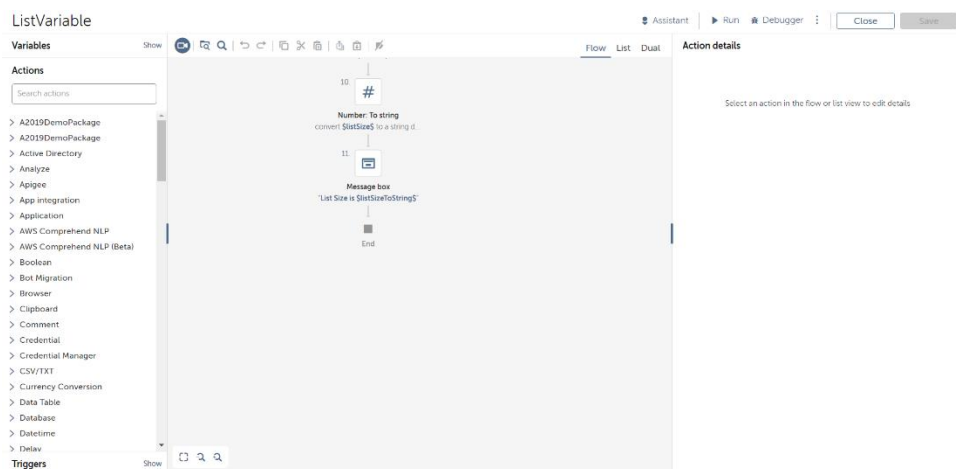 ListVariable
Assistant
Run
Debugger
Close
Save
Variables
Show
Flow
List
Dual
Action details
Actions
Search actions
Select an action in the flow or list view to edit details
A2019DemoPackage
A2019DemoPackage
Active Directory
Analyze
Apigee
App integration
Application
AWS Comprehend NLP
AWS Comprehend NLP (Beta)
Boolean
Bot Migration
Browser
Clipboard
Comment
Credential
Credential Manager
CSV/TXT
Currency Conversion
Data Table
Database
Datetime
Delay
Triggers
Show
10.
#
Number: To string
convert $listSize$ to a string d...
11.
Message box
"List Size is $listSizeToString$"
End